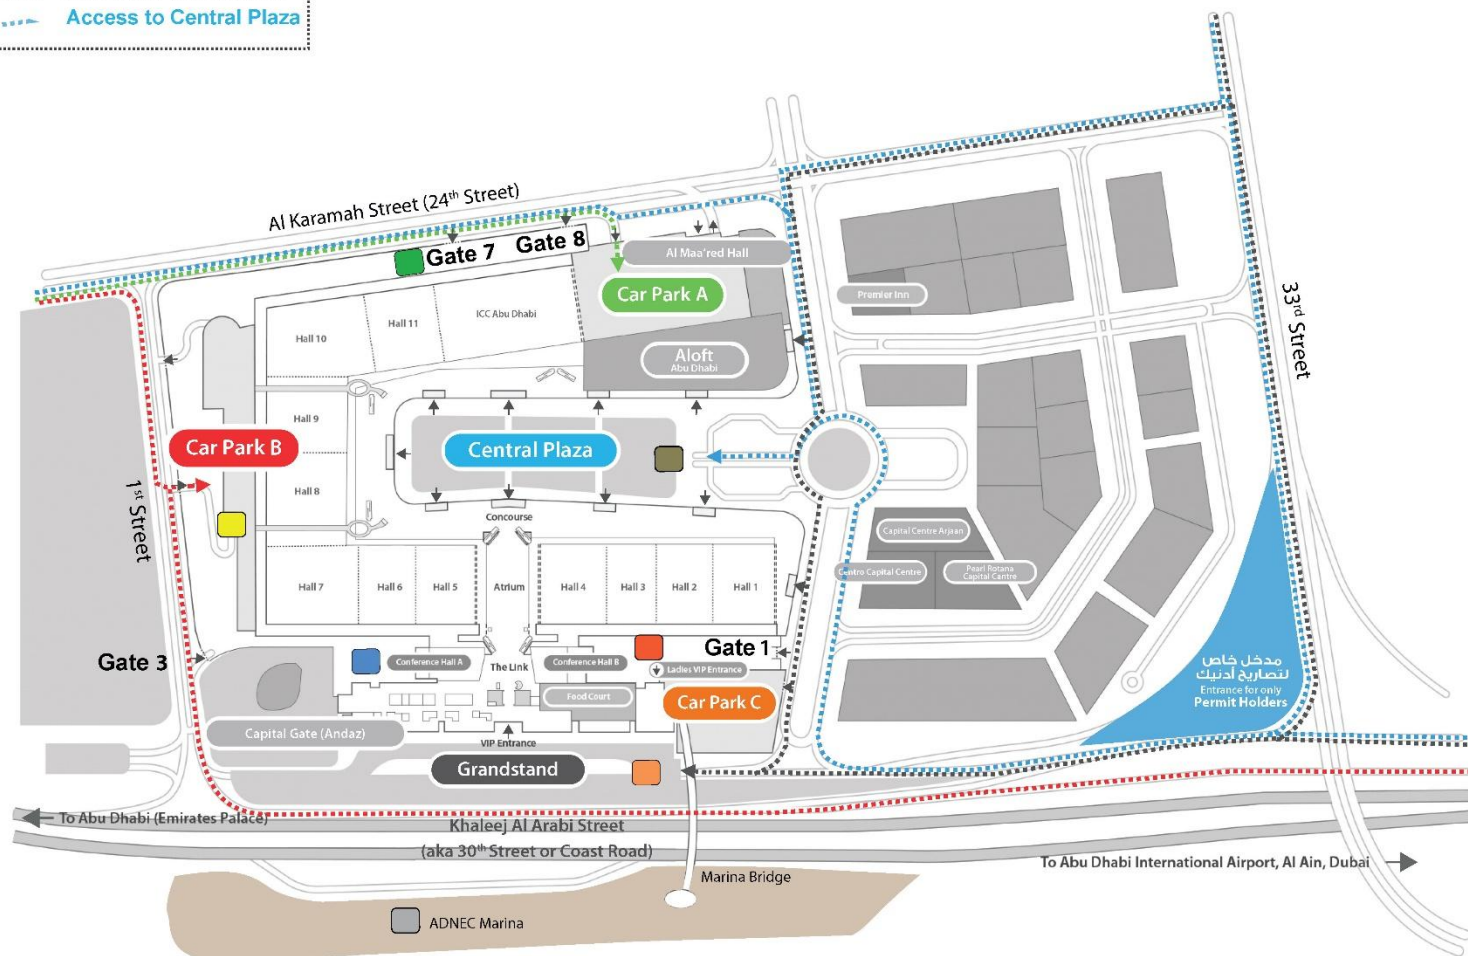 Access to Central Plaza
Al Karamah Street (24th Street)
Gate 7
Gate 8
Al Maa'red Hall
Car Park A
Premier Inn
33rd Street
ICC Abu Dhabi
Hall 11
Hall 10
Aloft
Abu Dhabi
Hall 9
Car Park B
Central Plaza
Hall 8
1st Street
Concourse
Capital Centre Arjaan
Centro Capital Centre
Pearl Rotana
Capital Cantre
Hall 7
Hall 6
Hall 5
Atrium
Hall 4
Hall 3
Hall 2
Hall 1
Gate 3
Conference Hall A
The Link
Conference Hall B
Gate 1
Ladies VIP Entrance
Food Court
Car Park C
مدخل خاص
لتصاريح أدنيك
Entrance for only
Permit Holders
Capital Gate (Andaz)
VIP Entrance
Grandstand
To Abu Dhabi (Emirates Palace)
Khaleej Al Arabi Street
(aka 30th Street or Coast Road)
To Abu Dhabi International Airport, Al Ain, Dubai
Marina Bridge
ADNEC Marina